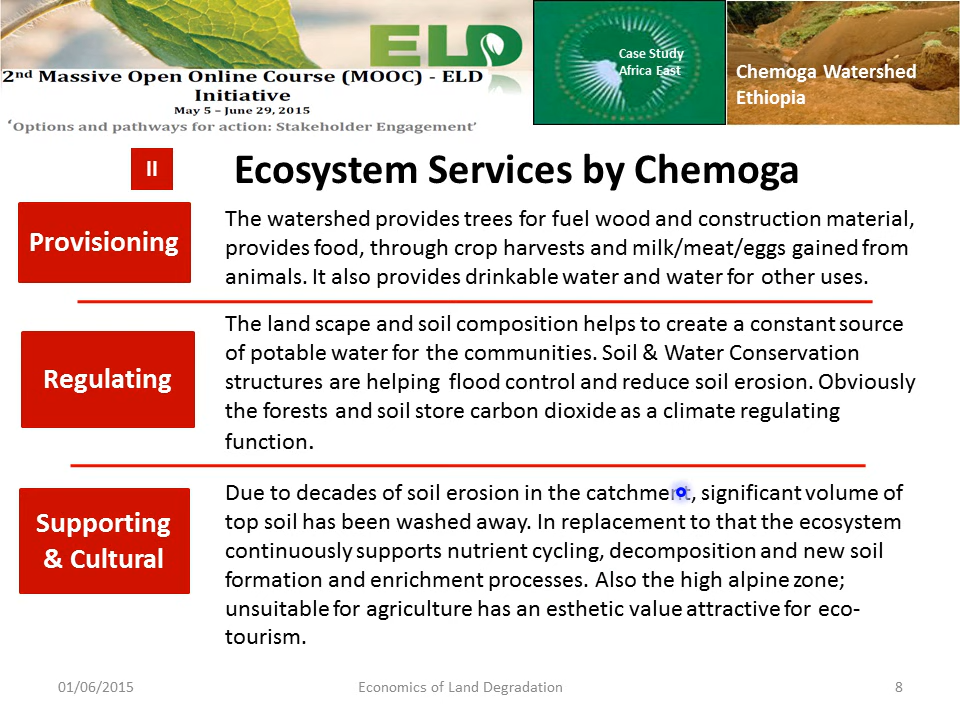 ELD
2nd Massive Open Online Course (MOOC) - ELD
Initiative
May 5 – June 29, 2015
‘Options and pathways for action: Stakeholder Engagement’
Case Study
Africa East
Chemoga Watershed
Ethiopia
II
Ecosystem Services by Chemoga
Provisioning
The watershed provides trees for fuel wood and construction material,
provides food, through crop harvests and milk/meat/eggs gained from
animals. It also provides drinkable water and water for other uses.
Regulating
The land scape and soil composition helps to create a constant source
of potable water for the communities. Soil & Water Conservation
structures are helping flood control and reduce soil erosion. Obviously
the forests and soil store carbon dioxide as a climate regulating
function.
Supporting
& Cultural
Due to decades of soil erosion in the catchment, significant volume of
top soil has been washed away. In replacement to that the ecosystem
continuously supports nutrient cycling, decomposition and new soil
formation and enrichment processes. Also the high alpine zone;
unsuitable for agriculture has an esthetic value attractive for eco-
tourism.
01/06/2015
Economics of Land Degradation
8